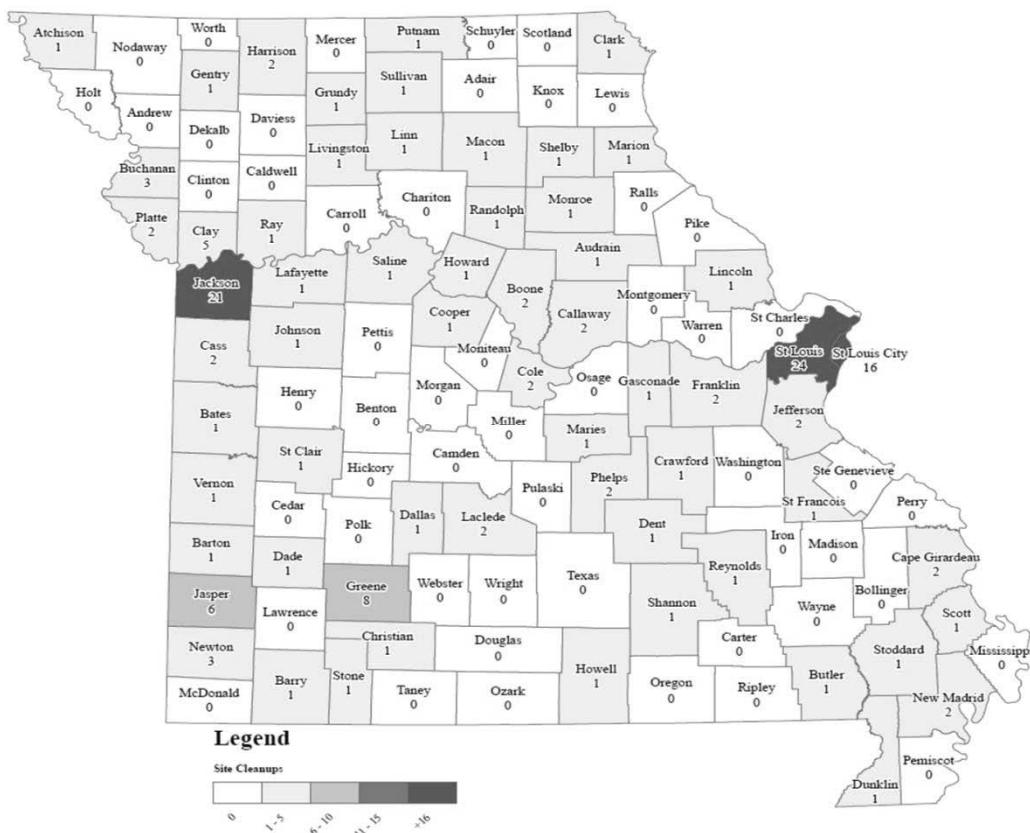 Atchison
1
Nodaway
0
Worth
0
Harrison
2
Mercer
0
Putnam
1
Schuyler
0
Scotland
0
Clark
1
Holt
0
Gentry
1
Grundy
1
Sullivan
1
Adair
0
Knox
0
Lewis
0
Andrew
0
Dekalb
0
Daviess
0
Livingston
1
Linn
1
Macon
1
Shelby
1
Marion
1
Buchanan
3
Clinton
0
Caldwell
0
Chariton
0
Randolph
1
Monroe
1
Ralls
0
Pike
0
Platte
2
Clay
5
Ray
1
Carroll
0
Saline
1
Howard
1
Boone
2
Audrain
1
Lincoln
1
Jackson
21
Lafayette
1
Cooper
1
Callaway
2
Montgomery
0
Warren
0
St Charles
0
Johnson
1
Pettis
0
Cass
2
Moniteau
0
Cole
2
Osage
0
Gasconade
1
Franklin
2
St Louis
24
St Louis City
16
Henry
0
Benton
0
Morgan
0
Miller
0
Maries
1
Jefferson
2
Bates
1
St Clair
1
Hickory
0
Camden
0
Pulaski
0
Phelps
2
Crawford
1
Washington
0
Ste Genevieve
0
St Francois
1
Perry
0
Vernon
1
Cedar
0
Polk
0
Dallas
1
Laclede
2
Dent
1
Iron
0
Madison
0
Cape Girardeau
2
Barton
1
Dade
1
Greene
8
Webster
0
Wright
0
Texas
0
Reynolds
1
Shannon
1
Wayne
0
Bollinger
0
Jasper
6
Lawrence
0
Christian
1
Douglas
0
Carter
0
Scott
1
Stoddard
1
Mississippi
0
Newton
3
Barry
1
Stone
1
Taney
0
Ozark
0
Howell
1
Oregon
0
Ripley
0
Butler
1
New Madrid
2
McDonald
0
Dunklin
1
Pemiscot
0
Legend
Site Cleanups
0
1 - 5
6 - 10
11 - 15
+16